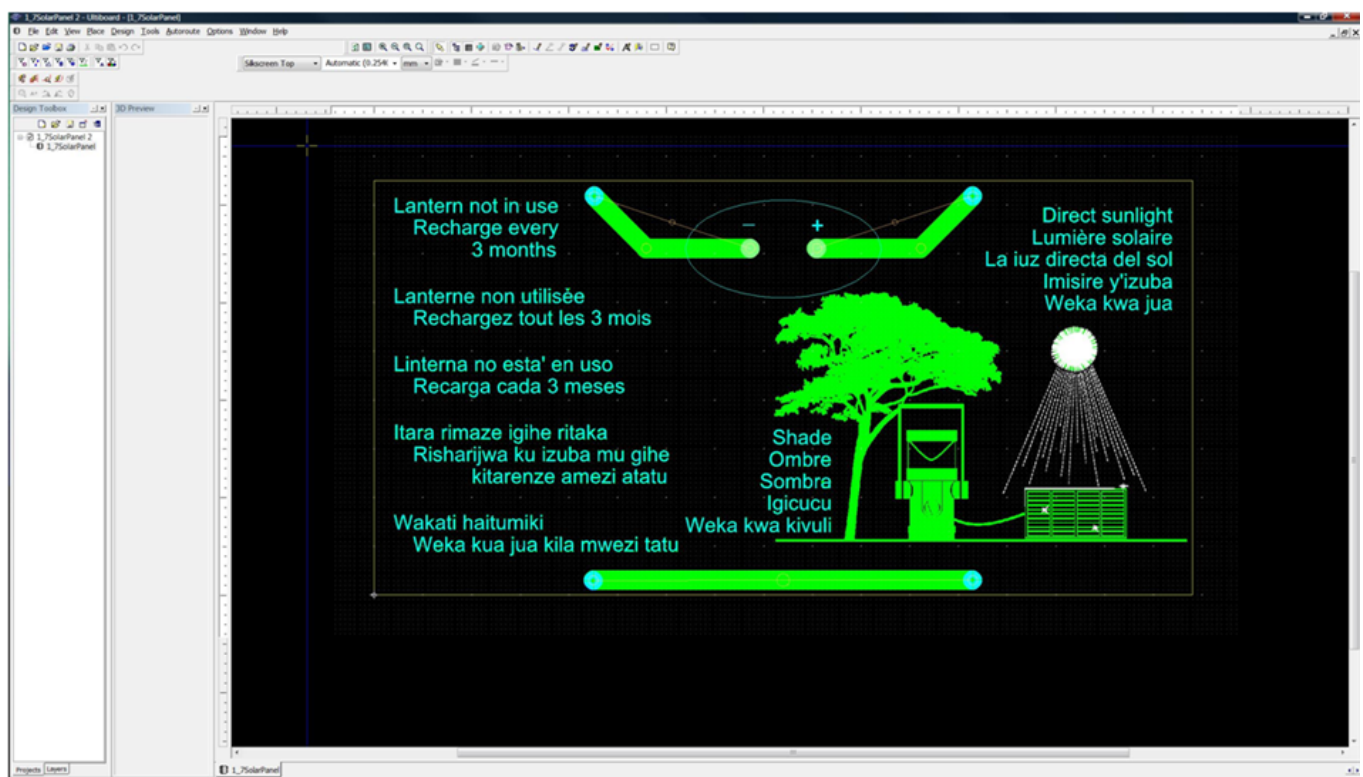 1_7SolarPanel 2 - Ultiboard - [1_7SolarPanel]
File Edit View Place Design Tools Autoroute Options Window Help
Silkscreen Top
Automatic (0.254(
mm
Design Toolbox
3D Preview
1_7SolarPanel 2
1_7SolarPanel
Lantern not in use
Recharge every
3 months
Lanterne non utilisée
Rechargez tout les 3 mois
Linterna no esta' en uso
Recarga cada 3 meses
Itara rimaze igihe ritaka
Risharijwa ku izuba mu gihe
kitarenze amezi atatu
Wakati haitumiki
Weka kua jua kila mwezi tatu
− +
Direct sunlight
Lumière solaire
La iuz directa del sol
Imisire y'izuba
Weka kwa jua
Shade
Ombre
Sombra
Igicucu
Weka kwa kivuli
Projects Layers
1_7SolarPanel